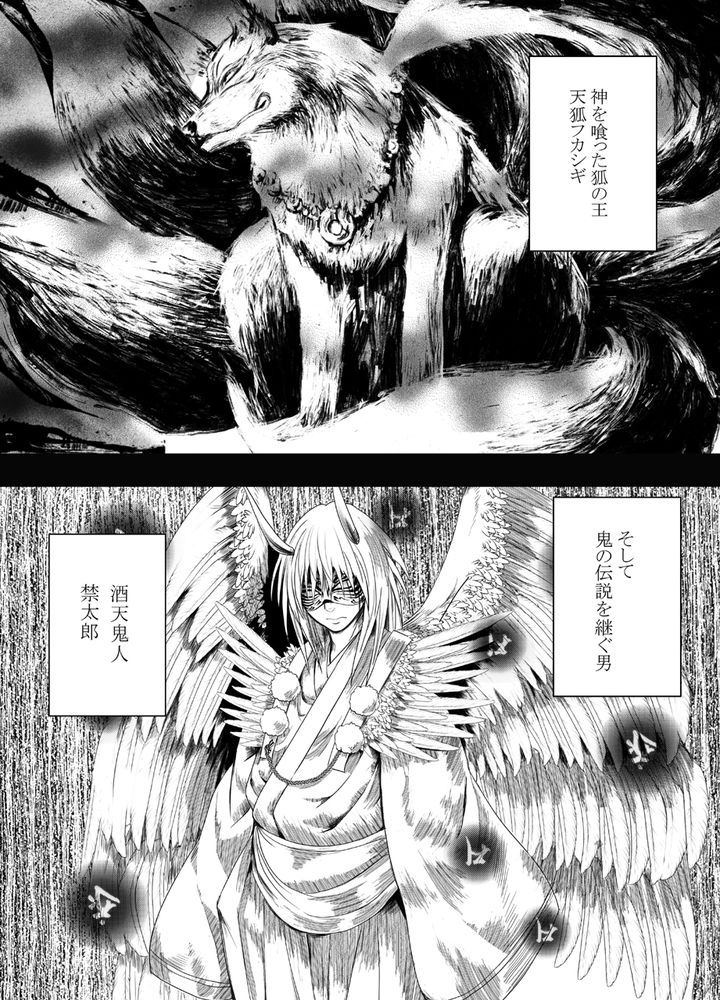 神を喰った狐の王
天狐フカシギ
そして
鬼の伝説を継ぐ男
酒天鬼人
禁太郎